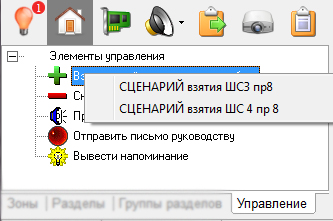 1
Элементы управления
СЦЕНАРИЙ взятия ШС3 пр8
СЦЕНАРИЙ взятия ШС 4 пр 8
Отправить письмо руководству
Вывести напоминание
Зоны Разделы Группы разделов Управление